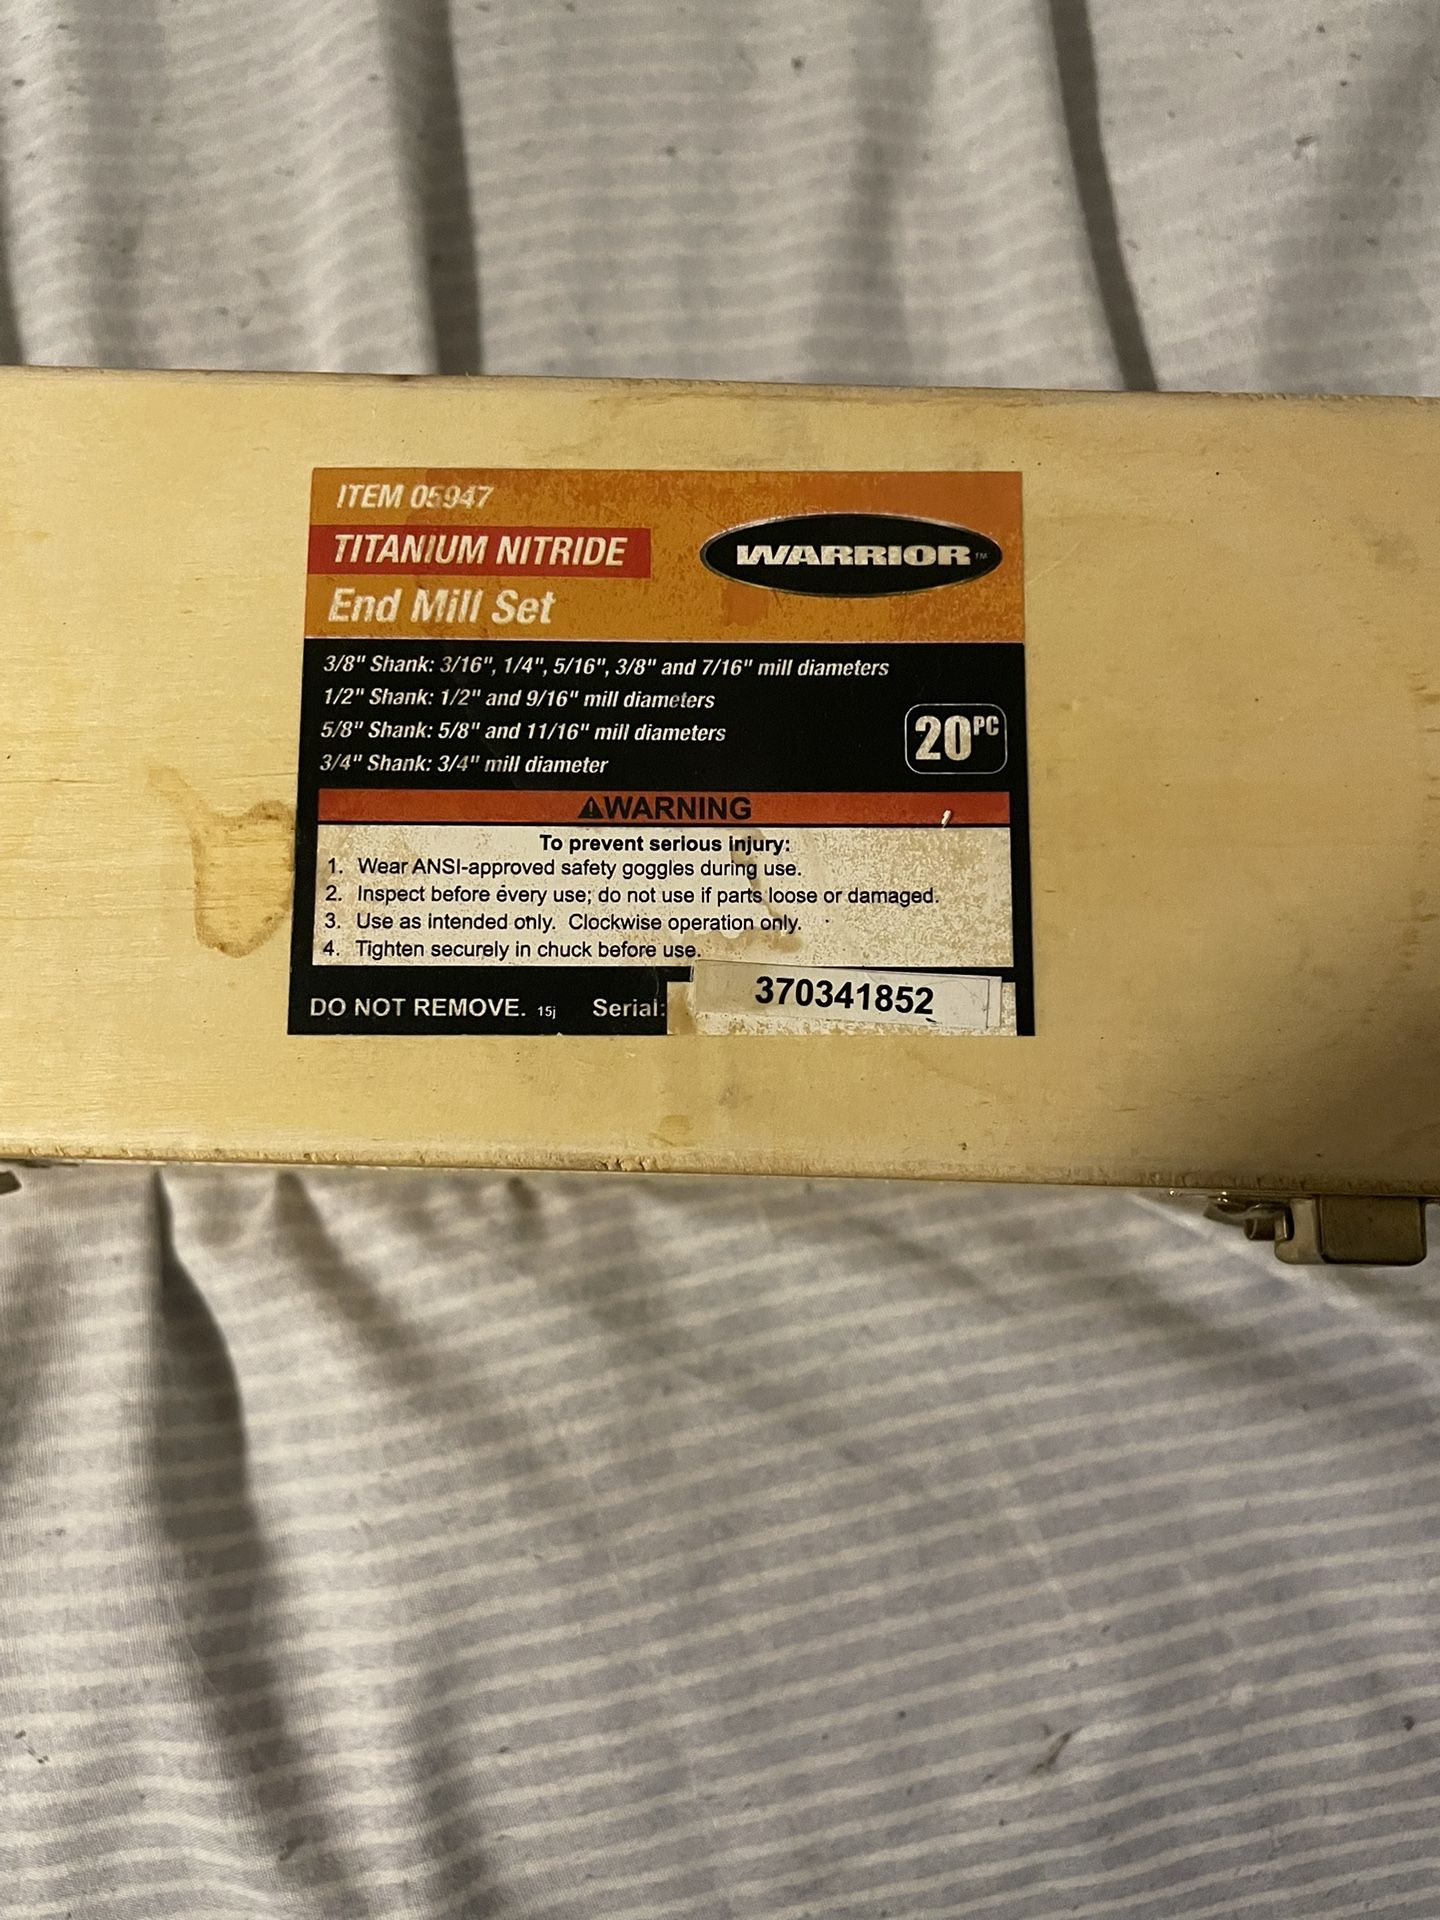 ITEM 05947
TITANIUM NITRIDE
End Mill Set
WARRIOR™
3/8" Shank: 3/16", 1/4", 5/16", 3/8" and 7/16" mill diameters
1/2" Shank: 1/2" and 9/16" mill diameters
5/8" Shank: 5/8" and 11/16" mill diameters
3/4" Shank: 3/4" mill diameter
20PC
⚠WARNING
To prevent serious injury:
1. Wear ANSI-approved safety goggles during use.
2. Inspect before every use; do not use if parts loose or damaged.
3. Use as intended only. Clockwise operation only.
4. Tighten securely in chuck before use.
DO NOT REMOVE. 15j Serial: 370341852